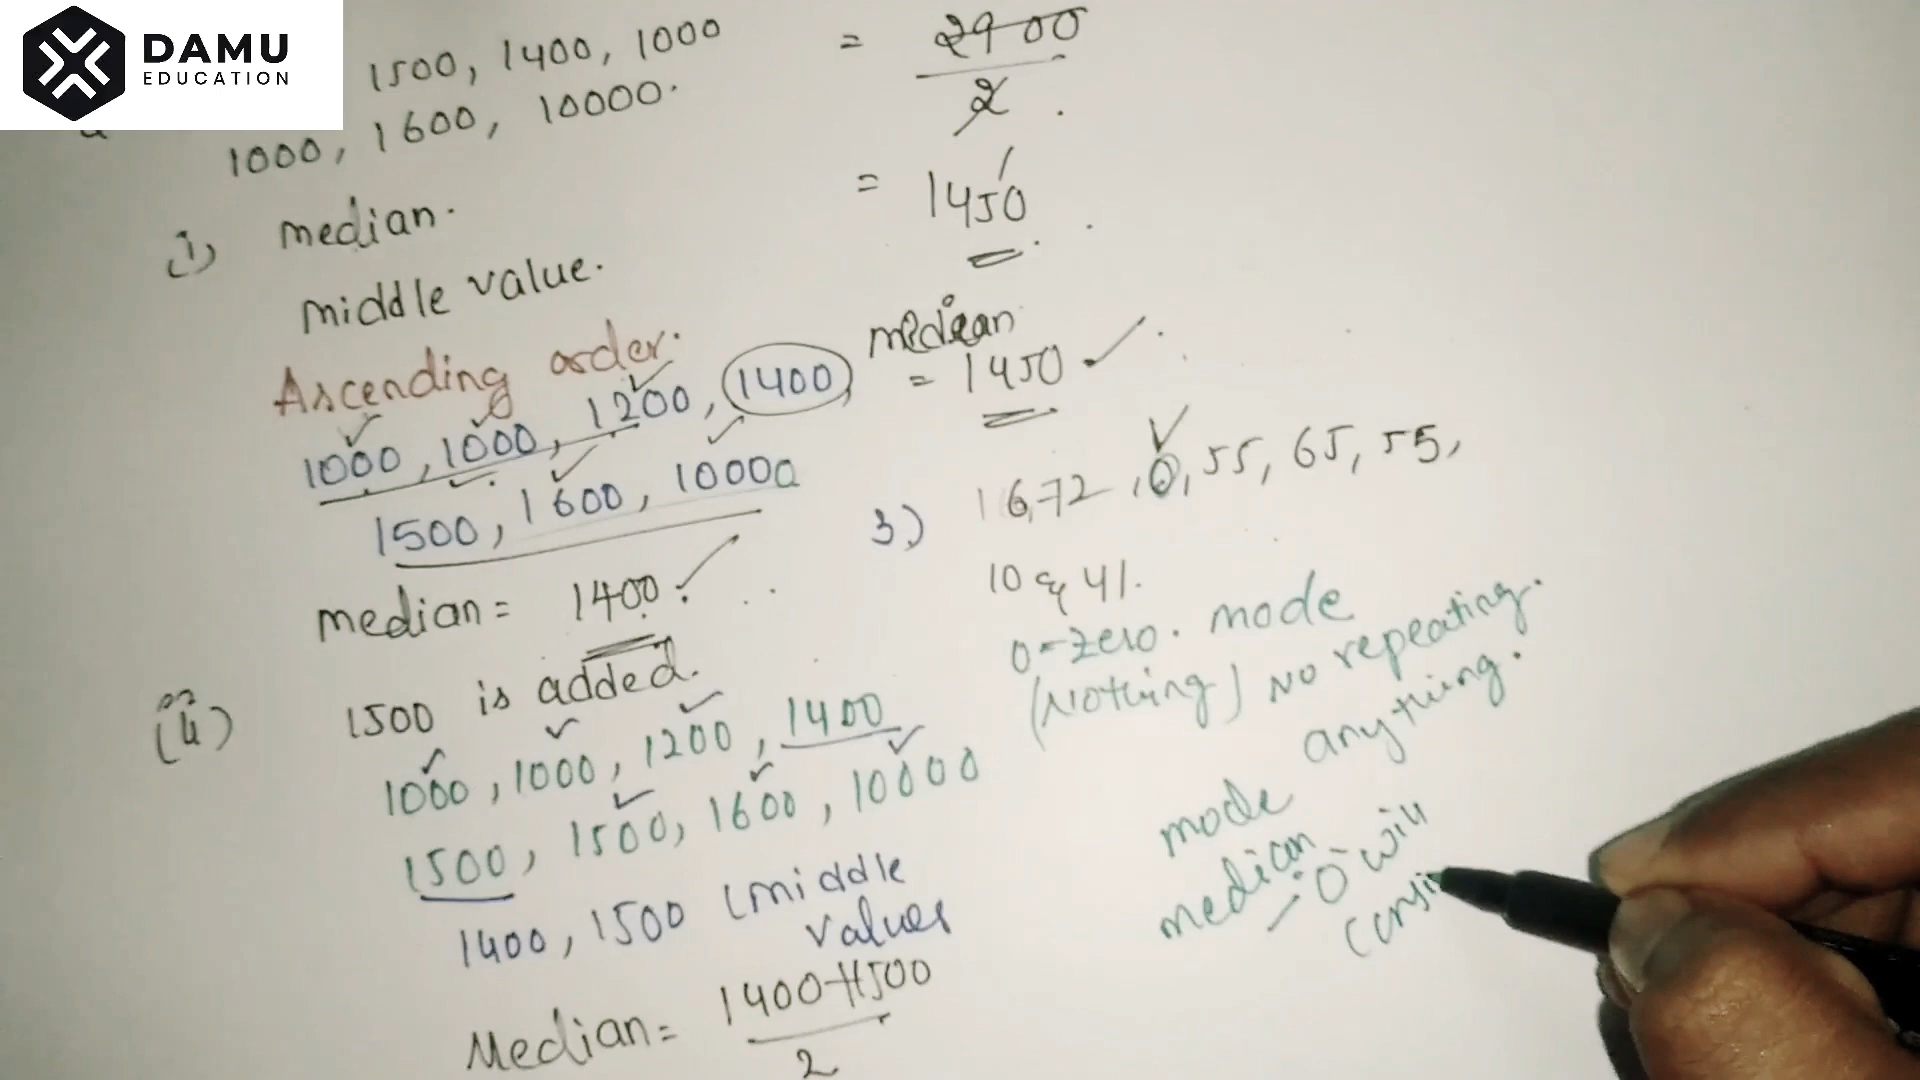 DAMU
EDUCATION
1500, 1400, 1000
1000, 1600, 10000.
i) median.
middle value.
Ascending order.
1000, 1000, 1200, 1400,
1500, 1600, 10000
median = 1400.
(ii) 1500 is added.
1000, 1000, 1200, 1400
1500, 1500, 1600, 10000
1400, 1500 (middle
values
Median = 1400+1500
2
= 2900
2
= 1450
median
= 1450
3) 16,72, 0, 55, 65, 55,
10 & 41.
0-zero. mode
(Nothing) No repeating.
anything.
mode
median
- 0 will